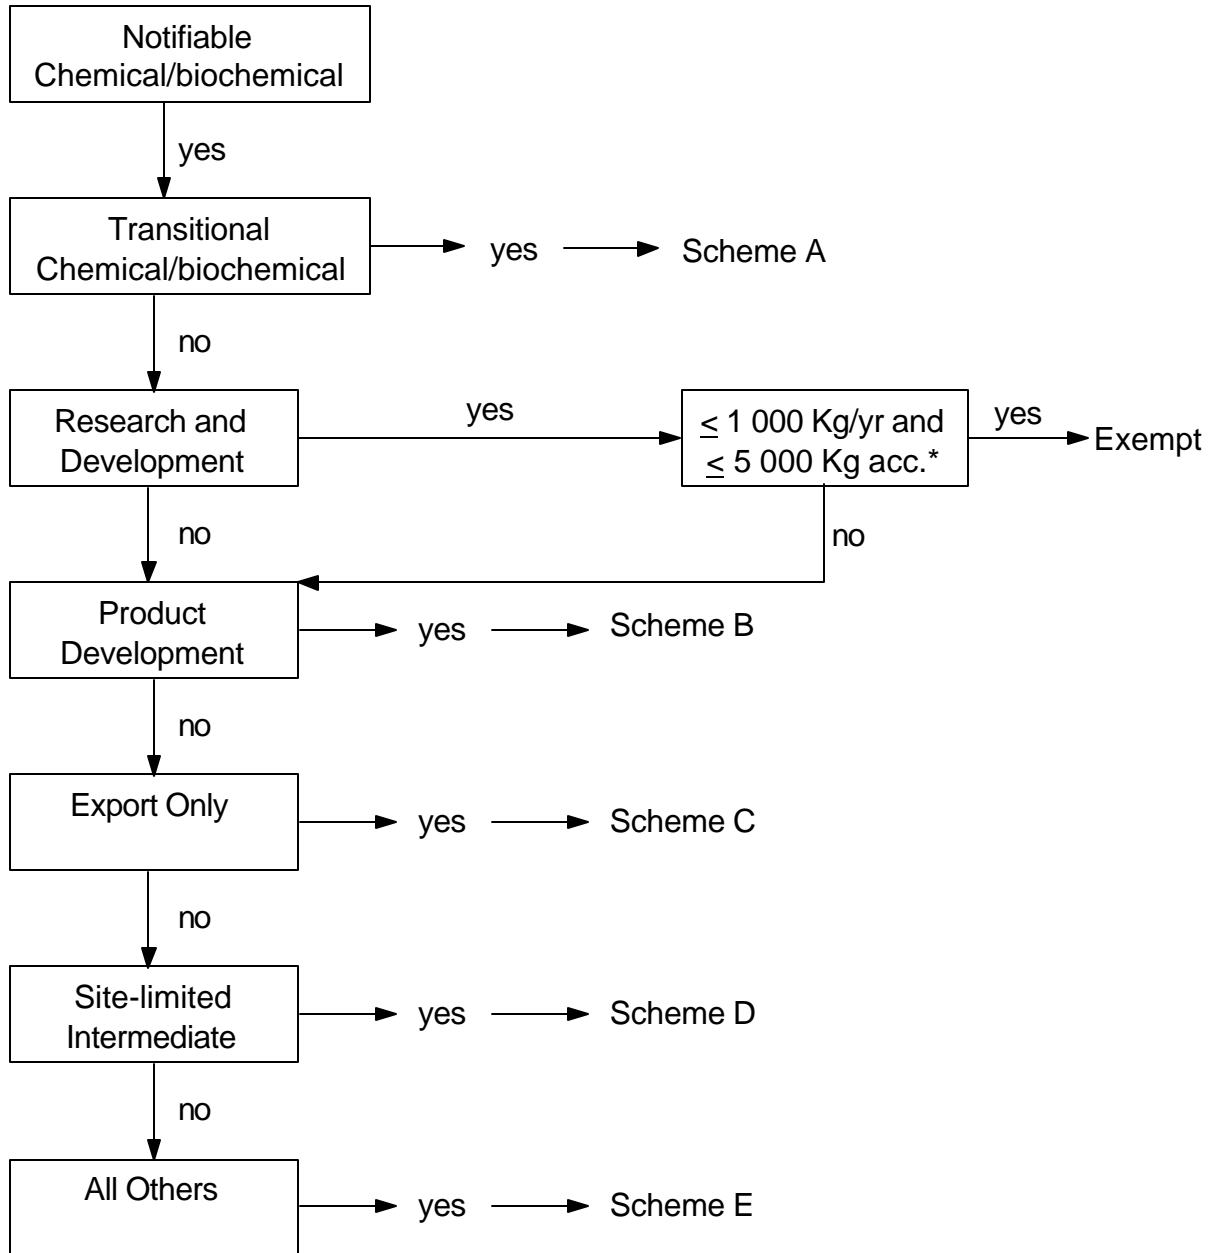 Notifiable
Chemical/biochemical
yes
Transitional
Chemical/biochemical
yes
Scheme A
no
Research and
Development
yes
≤ 1 000 Kg/yr and
≤ 5 000 Kg acc.*
yes
Exempt
no
no
Product
Development
yes
Scheme B
no
Export Only
yes
Scheme C
no
Site-limited
Intermediate
yes
Scheme D
no
All Others
yes
Scheme E